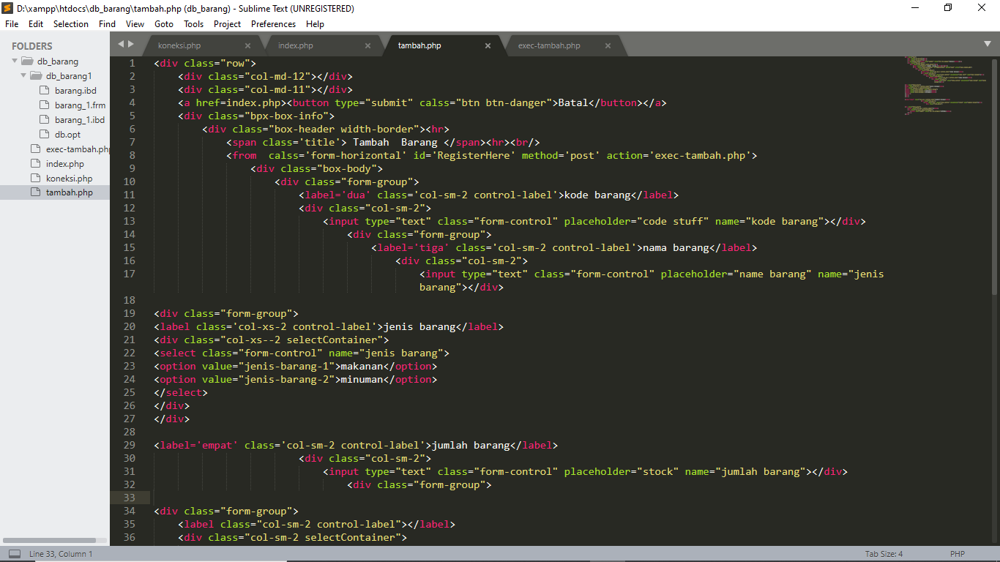 D:\xampp\htdocs\db_barang\tambah.php (db_barang) - Sublime Text (UNREGISTERED)
File Edit Selection Find View Goto Tools Project Preferences Help
FOLDERS
db_barang
db_barang1
barang.ibd
barang_1.frm
barang_1.ibd
db.opt
exec-tambah.php
index.php
koneksi.php
tambah.php
koneksi.php index.php tambah.php exec-tambah.php
1 <div class="row">
2 <div class="col-md-12"></div>
3 <div class="col-md-11"></div>
4 <a href=index.php><button type="submit" calss="btn btn-danger">Batal</button></a>
5 <div class="bpx-box-info">
6 <div class="box-header width-border"><hr>
7 <span class='title'> Tambah  Barang </span><hr><br/>
8 <from  calss='form-horizontal' id='RegisterHere' method='post' action='exec-tambah.php'>
9 <div class="box-body">
10 <div class="form-group">
11 <label='dua' class='col-sm-2 control-label'>kode barang</label>
12 <div class="col-sm-2">
13 <input type="text" class="form-control" placeholder="code stuff" name="kode barang"></div>
14 <div class="form-group">
15 <label='tiga' class='col-sm-2 control-label'>nama barang</label>
16 <div class="col-sm-2">
17 <input type="text" class="form-control" placeholder="name barang" name="jenis
barang"></div>
18
19 <div class="form-group">
20 <label class='col-xs-2 control-label'>jenis barang</label>
21 <div class="col-xs--2 selectContainer">
22 <select class="form-control" name="jenis barang">
23 <option value="jenis-barang-1">makanan</option>
24 <option value="jenis-barang-2">minuman</option>
25 </select>
26 </div>
27 </div>
28
29 <label='empat' class='col-sm-2 control-label'>jumlah barang</label>
30 <div class="col-sm-2">
31 <input type="text" class="form-control" placeholder="stock" name="jumlah barang"></div>
32 <div class="form-group">
33
34 <div class="form-group">
35 <label class="col-sm-2 control-label"></label>
36 <div class="col-sm-2 selectContainer">
Line 33, Column 1 Tab Size: 4 PHP